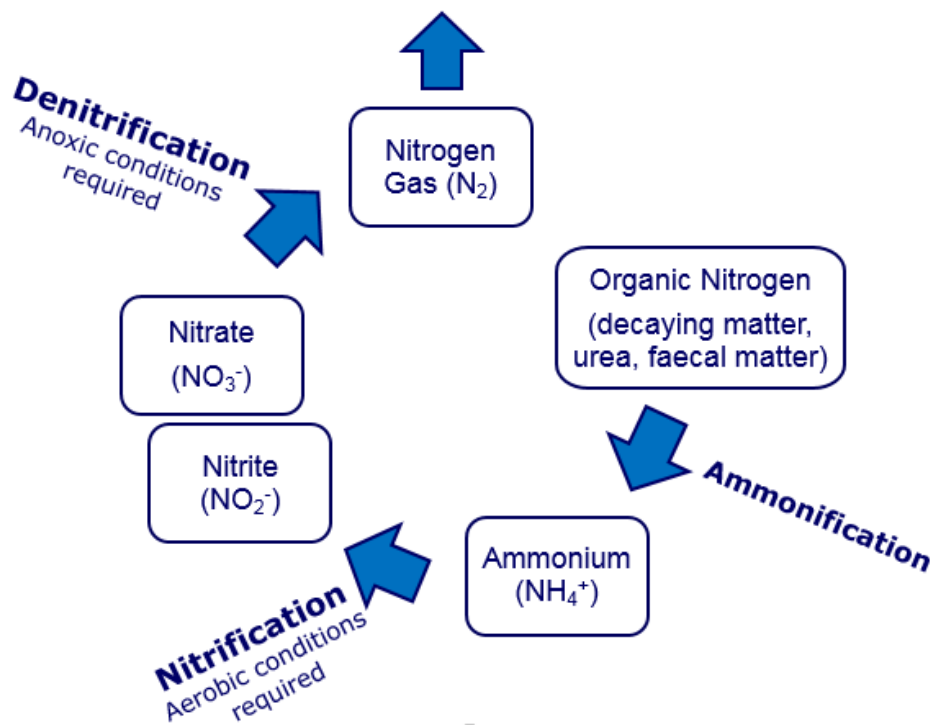 Denitrification
Anoxic conditions
required
Nitrogen
Gas (N₂)
Organic Nitrogen
(decaying matter,
urea, faecal matter)
Nitrate
(NO₃⁻)
Nitrite
(NO₂⁻)
Ammonification
Ammonium
(NH₄⁺)
Nitrification
Aerobic conditions
required